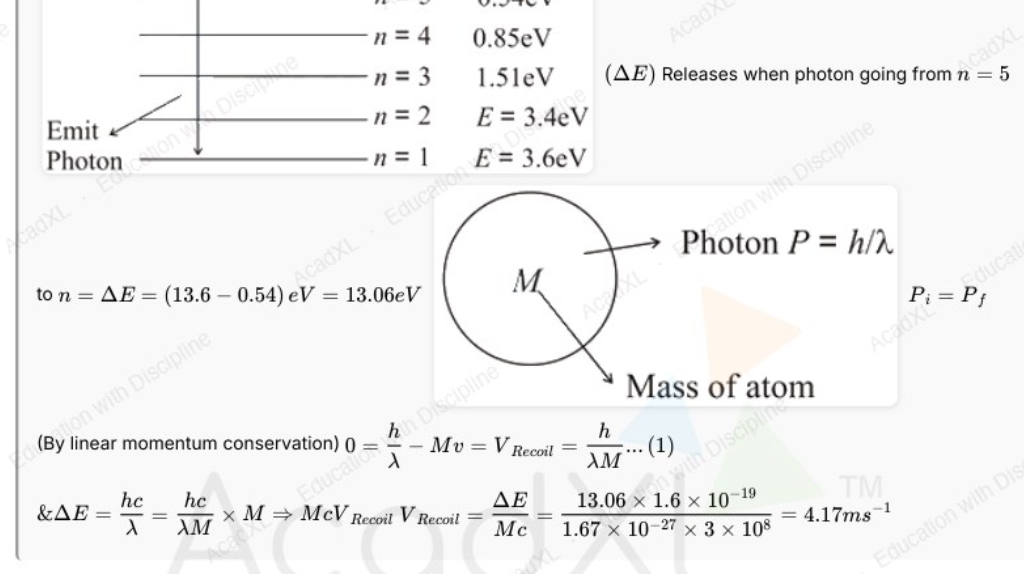 n = 4 0.85eV
n = 3 1.51eV
(ΔE) Releases when photon going from n = 5
n = 2 E = 3.4eV
Emit
Photon
n = 1 E = 3.6eV
Photon P = h/λ
M
to n = ΔE = (13.6 − 0.54) eV = 13.06eV
P_i = P_f
Mass of atom
(By linear momentum conservation) 0 = h/λ − Mv = V_Recoil = h/λM ... (1)
&ΔE = hc/λ = hc/λM × M ⇒ McV_Recoil V_Recoil = ΔE/Mc = 13.06 × 1.6 × 10^−19 / 1.67 × 10^−27 × 3 × 10^8 = 4.17ms^−1
AcadXL TM
AcadXL · Education with Discipline